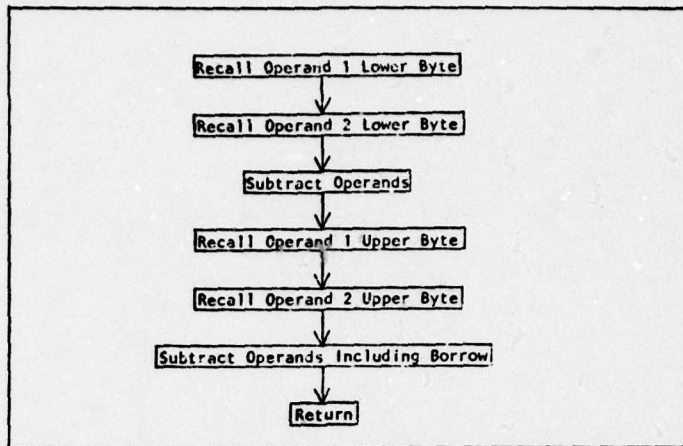 Recall Operand 1 Lower Byte
Recall Operand 2 Lower Byte
Subtract Operands
Recall Operand 1 Upper Byte
Recall Operand 2 Upper Byte
Subtract Operands Including Borrow
Return